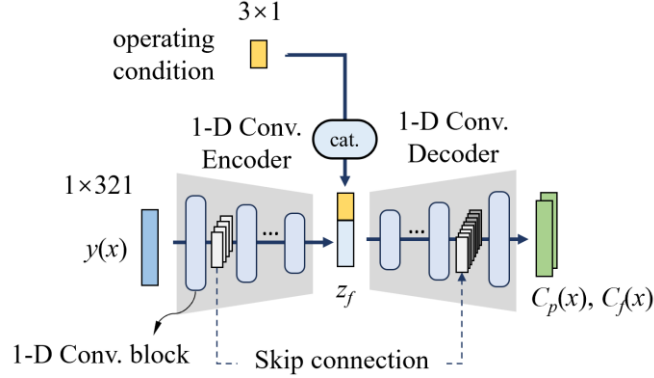 3×1
operating
condition
1-D Conv.
Encoder
cat.
1-D Conv.
Decoder
1×321
y(x)
...
...
z_f
C_p(x), C_f(x)
1-D Conv. block
Skip connection